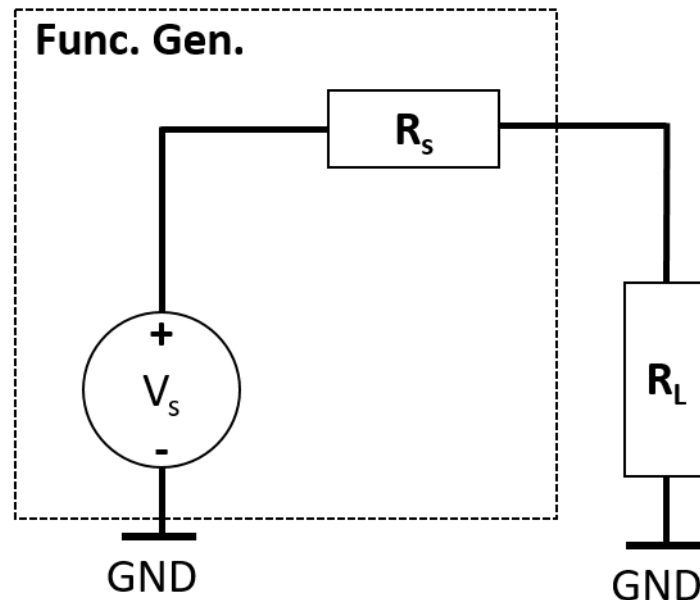 Func. Gen.
Rs
+
Vs
-
RL
GND
GND